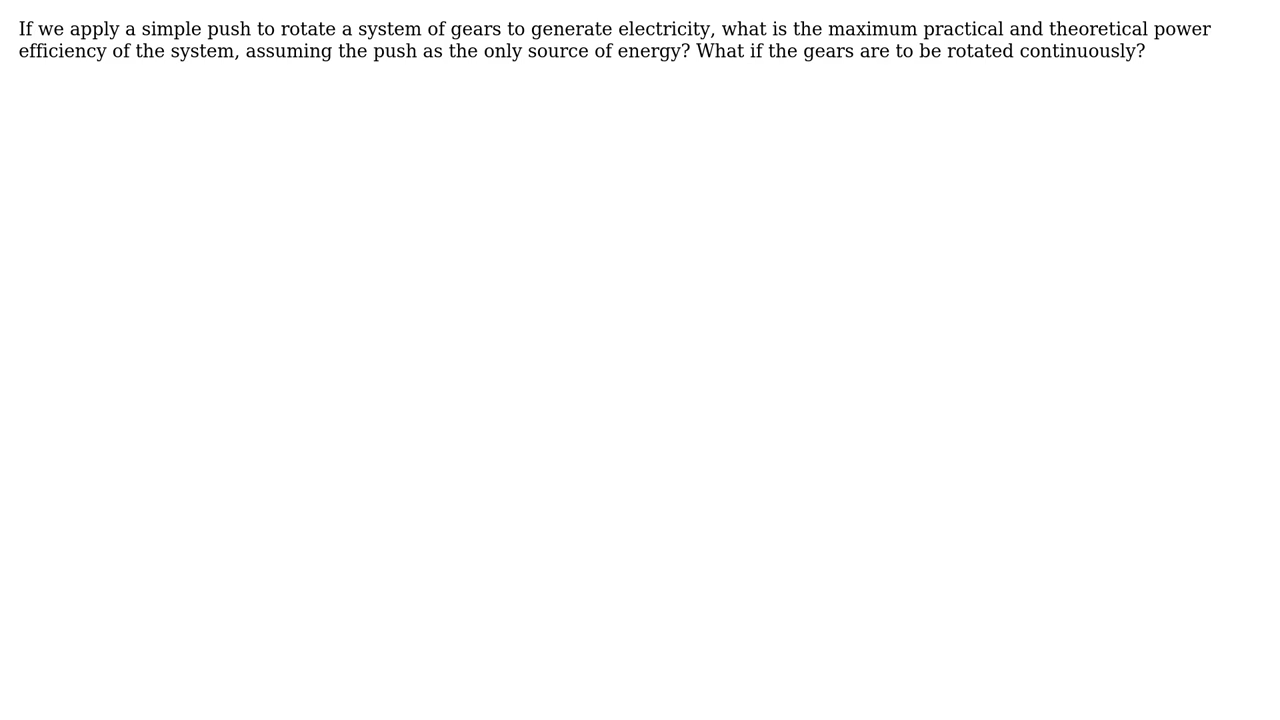 If we apply a simple push to rotate a system of gears to generate electricity, what is the maximum practical and theoretical power
efficiency of the system, assuming the push as the only source of energy? What if the gears are to be rotated continuously?